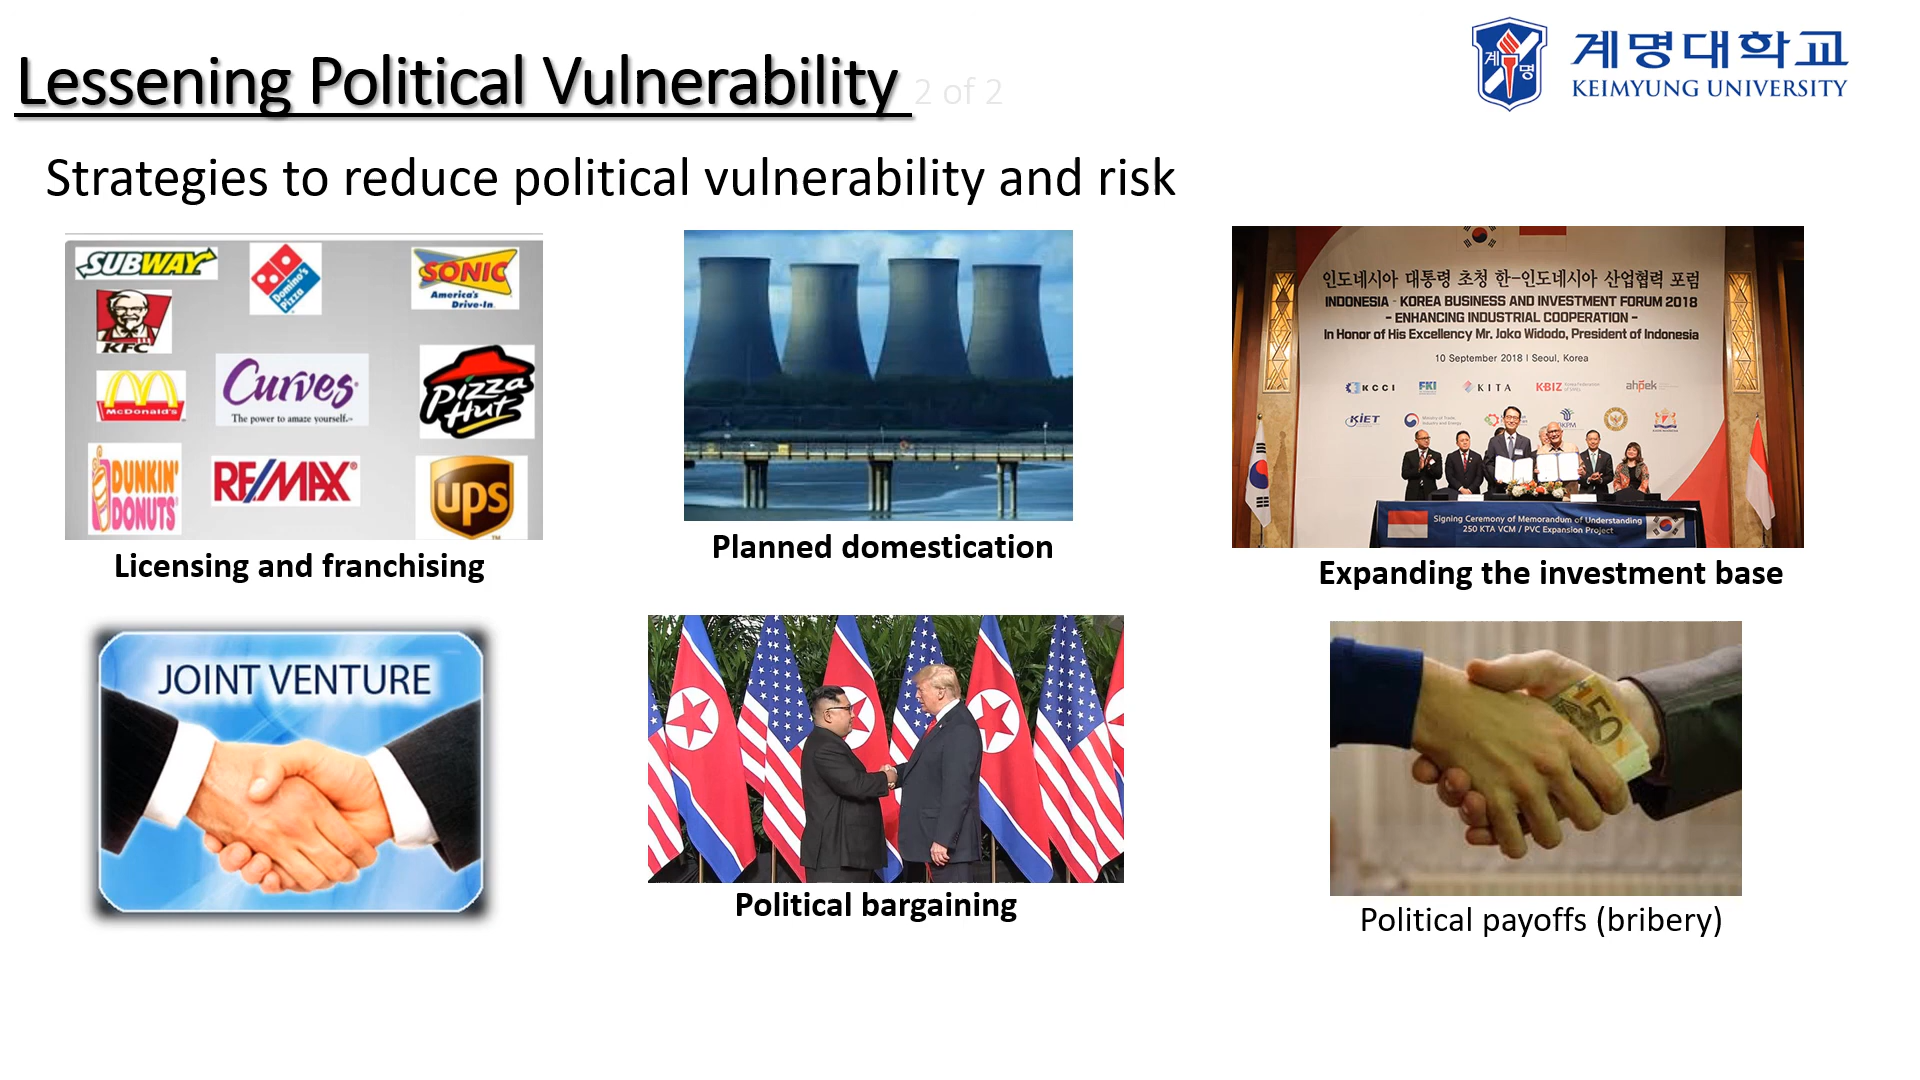 Lessening Political Vulnerability 2 of 2
계명대학교
KEIMYUNG UNIVERSITY
계명
Strategies to reduce political vulnerability and risk
SUBWAY
Domino's Pizza
SONIC
America's Drive-In.
KFC
McDonald's
Curves
The power to amaze yourself.
Pizza Hut
DUNKIN' DONUTS
RE/MAX
ups
Licensing and franchising
Planned domestication
인도네시아 대통령 초청 한-인도네시아 산업협력 포럼
INDONESIA - KOREA BUSINESS AND INVESTMENT FORUM 2018
- ENHANCING INDUSTRIAL COOPERATION -
In Honor of His Excellency Mr. Joko Widodo, President of Indonesia
10 September 2018 I Seoul, Korea
KCCI FKI KITA KBIZ ahpek
KIET
Signing Ceremony of Memorandum of Understanding
250 KTA VCM / PVC Expansion Project
Expanding the investment base
JOINT VENTURE
Political bargaining
50
Political payoffs (bribery)